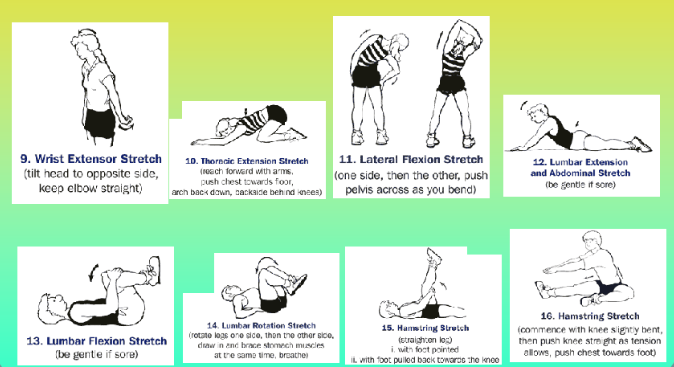 9. Wrist Extensor Stretch
(tilt head to opposite side,
keep elbow straight)
10. Thoracic Extension Stretch
(reach forward with arms,
push chest towards floor,
arch back down, backside behind knees)
11. Lateral Flexion Stretch
(one side, then the other, push
pelvis across as you bend)
12. Lumbar Extension
and Abdominal Stretch
(be gentle if sore)
13. Lumbar Flexion Stretch
(be gentle if sore)
14. Lumbar Rotation Stretch
(rotate legs one side, then the other side,
draw in and brace stomach muscles
at the same time, breathe)
15. Hamstring Stretch
(straighten leg)
i. with foot pointed
ii. with foot pulled back towards the knee
16. Hamstring Stretch
(commence with knee slightly bent,
then push knee straight as tension
allows, push chest towards foot)